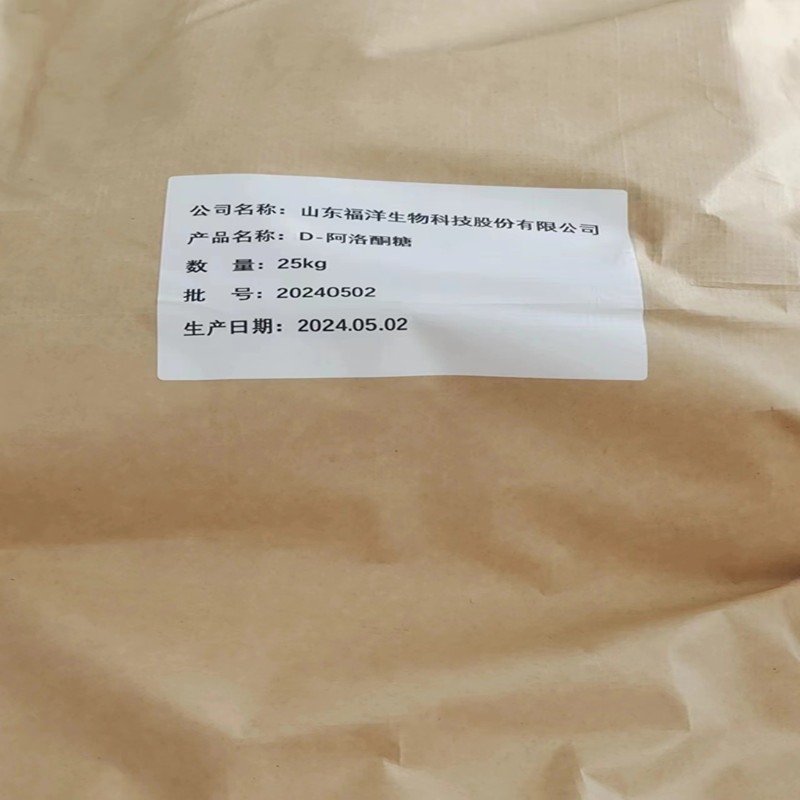 公司名称：山东福洋生物科技股份有限公司
产品名称：D-阿洛酮糖
数 量：25kg
批 号：20240502
生产日期：2024.05.02